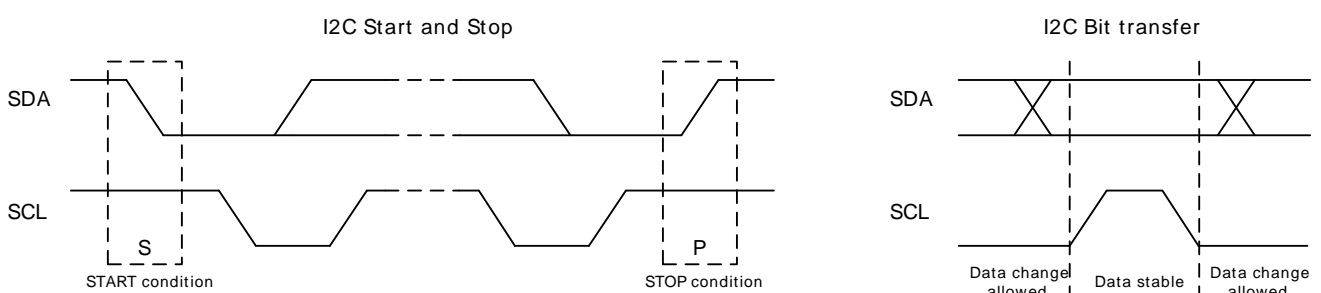 I2C Start and Stop
SDA
SCL
S
P
START condition
STOP condition
I2C Bit transfer
SDA
SCL
Data change
allowed
Data stable
Data change
allowed